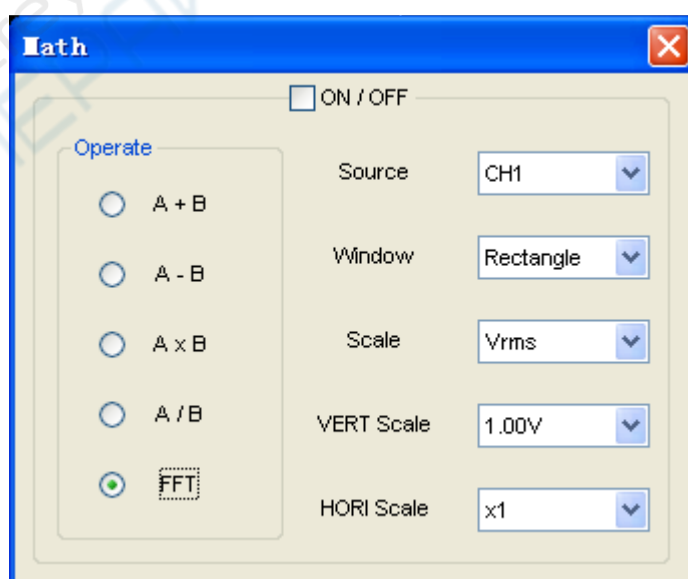 Math
ON / OFF
Operate
A + B
A - B
A x B
A / B
FFT
Source
CH1
Window
Rectangle
Scale
Vrms
VERT Scale
1.00V
HORI Scale
x1